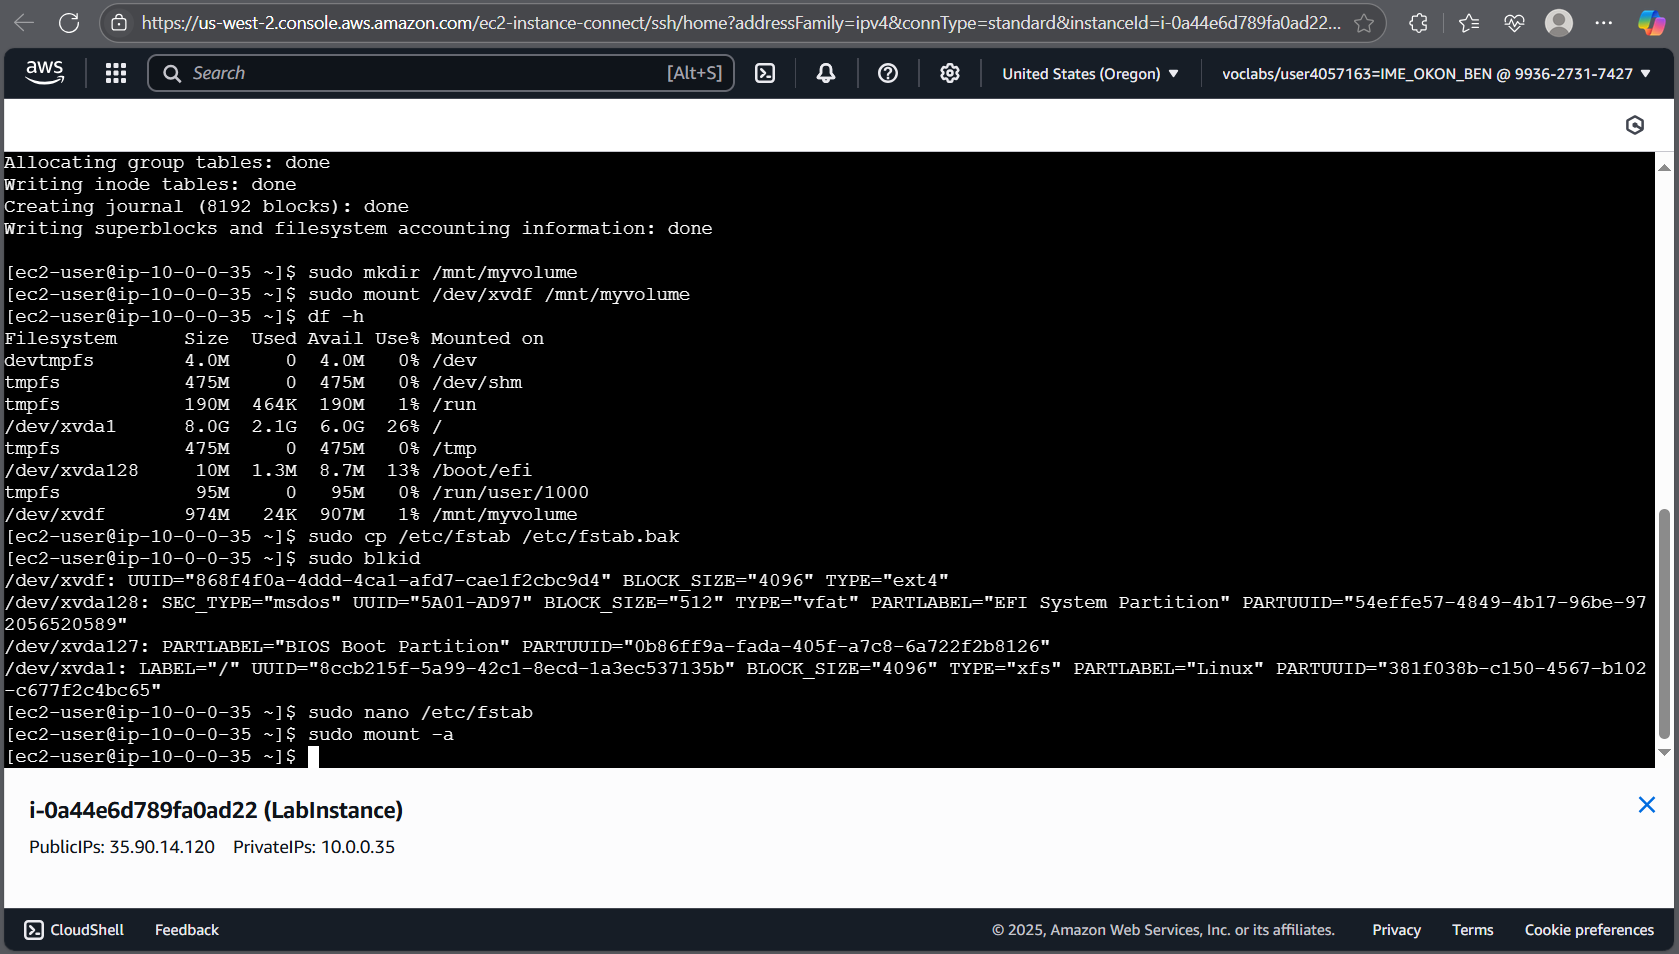 https://us-west-2.console.aws.amazon.com/ec2-instance-connect/ssh/home?addressFamily=ipv4&connType=standard&instanceId=i-0a44e6d789fa0ad22...
aws
Search [Alt+S]
United States (Oregon)
voclabs/user4057163=IME_OKON_BEN @ 9936-2731-7427
Allocating group tables: done
Writing inode tables: done
Creating journal (8192 blocks): done
Writing superblocks and filesystem accounting information: done
[ec2-user@ip-10-0-0-35 ~]$ sudo mkdir /mnt/myvolume
[ec2-user@ip-10-0-0-35 ~]$ sudo mount /dev/xvdf /mnt/myvolume
[ec2-user@ip-10-0-0-35 ~]$ df -h
Filesystem      Size  Used Avail Use% Mounted on
devtmpfs        4.0M     0  4.0M   0% /dev
tmpfs           475M     0  475M   0% /dev/shm
tmpfs           190M  464K  190M   1% /run
/dev/xvda1      8.0G  2.1G  6.0G  26% /
tmpfs           475M     0  475M   0% /tmp
/dev/xvda128     10M  1.3M  8.7M  13% /boot/efi
tmpfs            95M     0   95M   0% /run/user/1000
/dev/xvdf       974M   24K  907M   1% /mnt/myvolume
[ec2-user@ip-10-0-0-35 ~]$ sudo cp /etc/fstab /etc/fstab.bak
[ec2-user@ip-10-0-0-35 ~]$ sudo blkid
/dev/xvdf: UUID="868f4f0a-4ddd-4ca1-afd7-cae1f2cbc9d4" BLOCK_SIZE="4096" TYPE="ext4"
/dev/xvda128: SEC_TYPE="msdos" UUID="5A01-AD97" BLOCK_SIZE="512" TYPE="vfat" PARTLABEL="EFI System Partition" PARTUUID="54effe57-4849-4b17-96be-97
2056520589"
/dev/xvda127: PARTLABEL="BIOS Boot Partition" PARTUUID="0b86ff9a-fada-405f-a7c8-6a722f2b8126"
/dev/xvda1: LABEL="/" UUID="8ccb215f-5a99-42c1-8ecd-1a3ec537135b" BLOCK_SIZE="4096" TYPE="xfs" PARTLABEL="Linux" PARTUUID="381f038b-c150-4567-b102
-c677f2c4bc65"
[ec2-user@ip-10-0-0-35 ~]$ sudo nano /etc/fstab
[ec2-user@ip-10-0-0-35 ~]$ sudo mount -a
[ec2-user@ip-10-0-0-35 ~]$
i-0a44e6d789fa0ad22 (LabInstance)
PublicIPs: 35.90.14.120 PrivateIPs: 10.0.0.35
CloudShell Feedback © 2025, Amazon Web Services, Inc. or its affiliates. Privacy Terms Cookie preferences